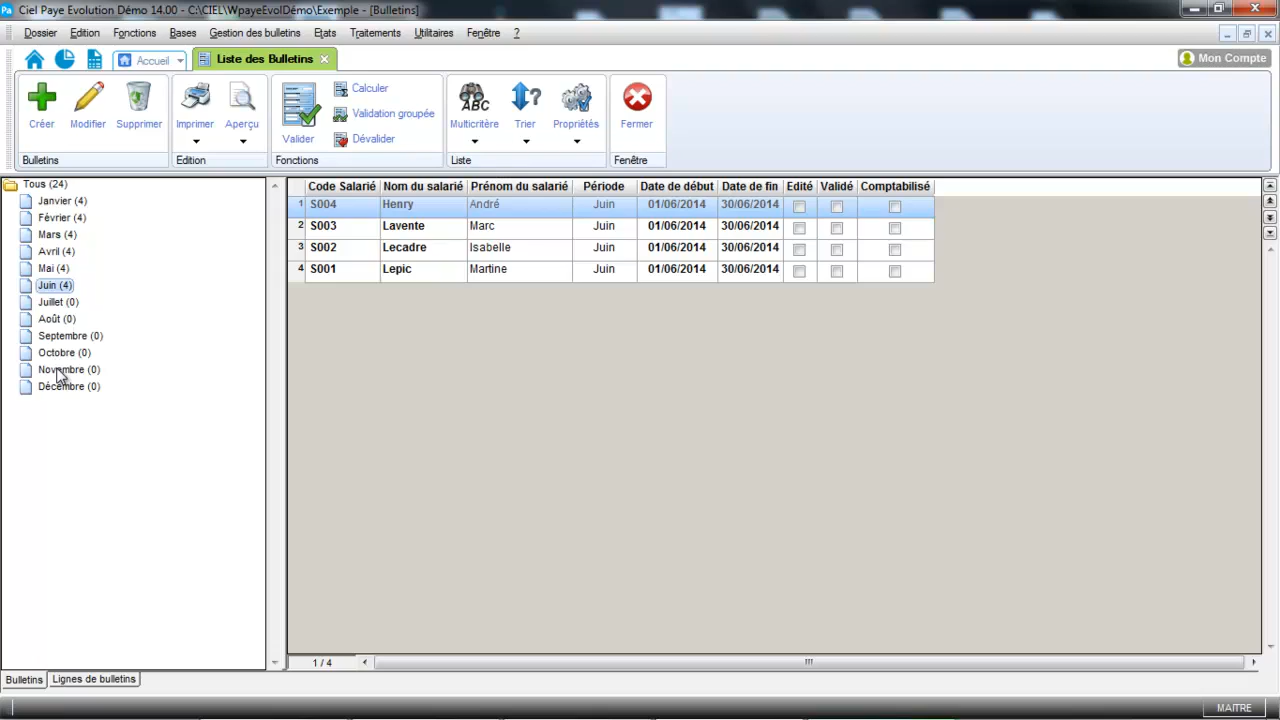 Pa Ciel Paye Evolution Démo 14.00 - C:\CIEL\WpayeEvolDémo\Exemple - [Bulletins]
Dossier Edition Fonctions Bases Gestion des bulletins Etats Traitements Utilitaires Fenêtre ?
Accueil Liste des Bulletins Mon Compte
Créer Modifier Supprimer Imprimer Aperçu Valider Calculer Validation groupée Dévalider ABC Multicritère Trier Propriétés Fermer
Bulletins Edition Fonctions Liste Fenêtre
Tous (24)
Janvier (4)
Février (4)
Mars (4)
Avril (4)
Mai (4)
Juin (4)
Juillet (0)
Août (0)
Septembre (0)
Octobre (0)
Novembre (0)
Décembre (0)
Code Salarié Nom du salarié Prénom du salarié Période Date de début Date de fin Edité Validé Comptabilisé
1 S004 Henry André Juin 01/06/2014 30/06/2014
2 S003 Lavente Marc Juin 01/06/2014 30/06/2014
3 S002 Lecadre Isabelle Juin 01/06/2014 30/06/2014
4 S001 Lepic Martine Juin 01/06/2014 30/06/2014
1 / 4
Bulletins Lignes de bulletins
MAITRE